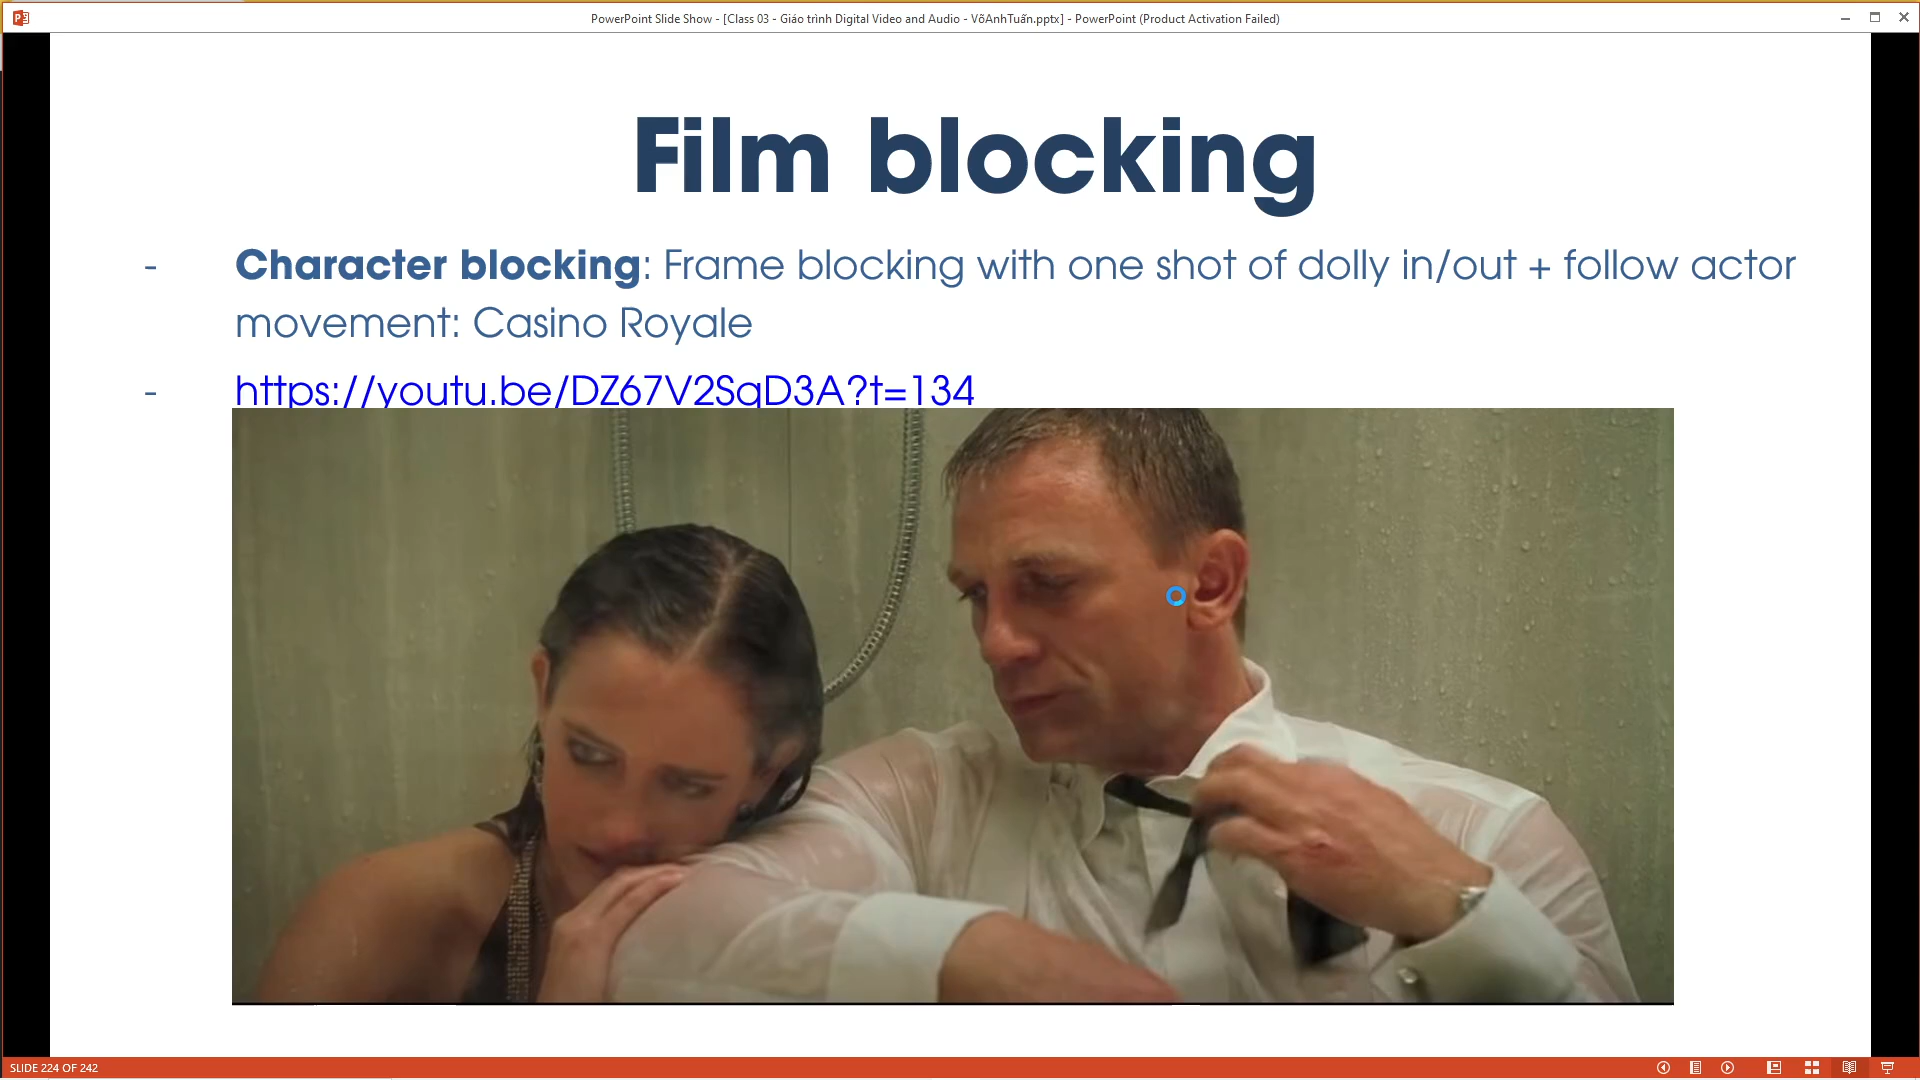 PowerPoint Slide Show - [Class 03 - Giáo trình Digital Video and Audio - VõAnhTuấn.pptx] - PowerPoint (Product Activation Failed)
Film blocking
- Character blocking: Frame blocking with one shot of dolly in/out + follow actor
movement: Casino Royale
- https://youtu.be/DZ67V2SqD3A?t=134
SLIDE 224 OF 242